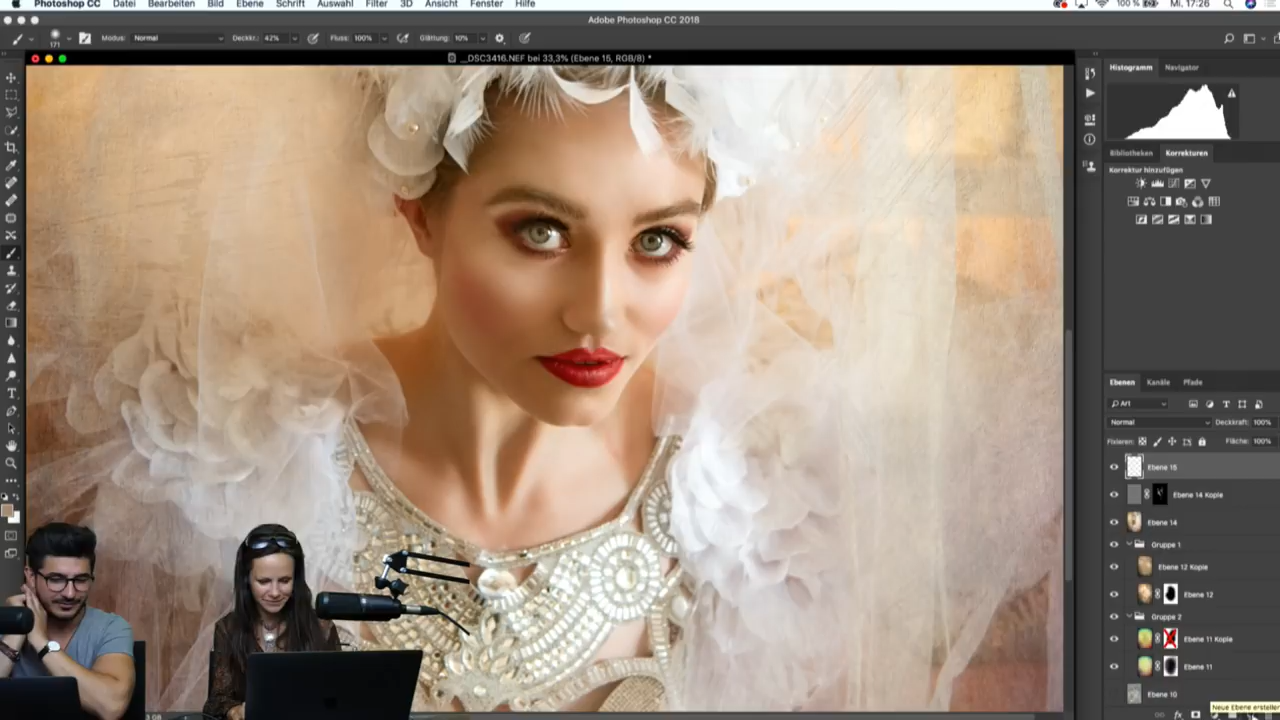 Photoshop CC Datei Bearbeiten Bild Ebene Schrift Auswahl Filter 3D Ansicht Fenster Hilfe 100 % Mi. 17:26
Adobe Photoshop CC 2018
171 Modus: Normal Deckkr.: 42% Fluss: 100% Glättung: 10%
__DSC3416.NEF bei 33,3% (Ebene 15, RGB/8) *
Histogramm Navigator
Bibliotheken Korrekturen
Korrektur hinzufügen
Ebenen Kanäle Pfade
Art
Normal Deckkraft: 100%
Fixieren: Fläche: 100%
Ebene 15
Ebene 14 Kopie
Ebene 14
Gruppe 1
Ebene 12 Kopie
Ebene 12
Gruppe 2
Ebene 11 Kopie
Ebene 11
Ebene 10
Neue Ebene erstellen